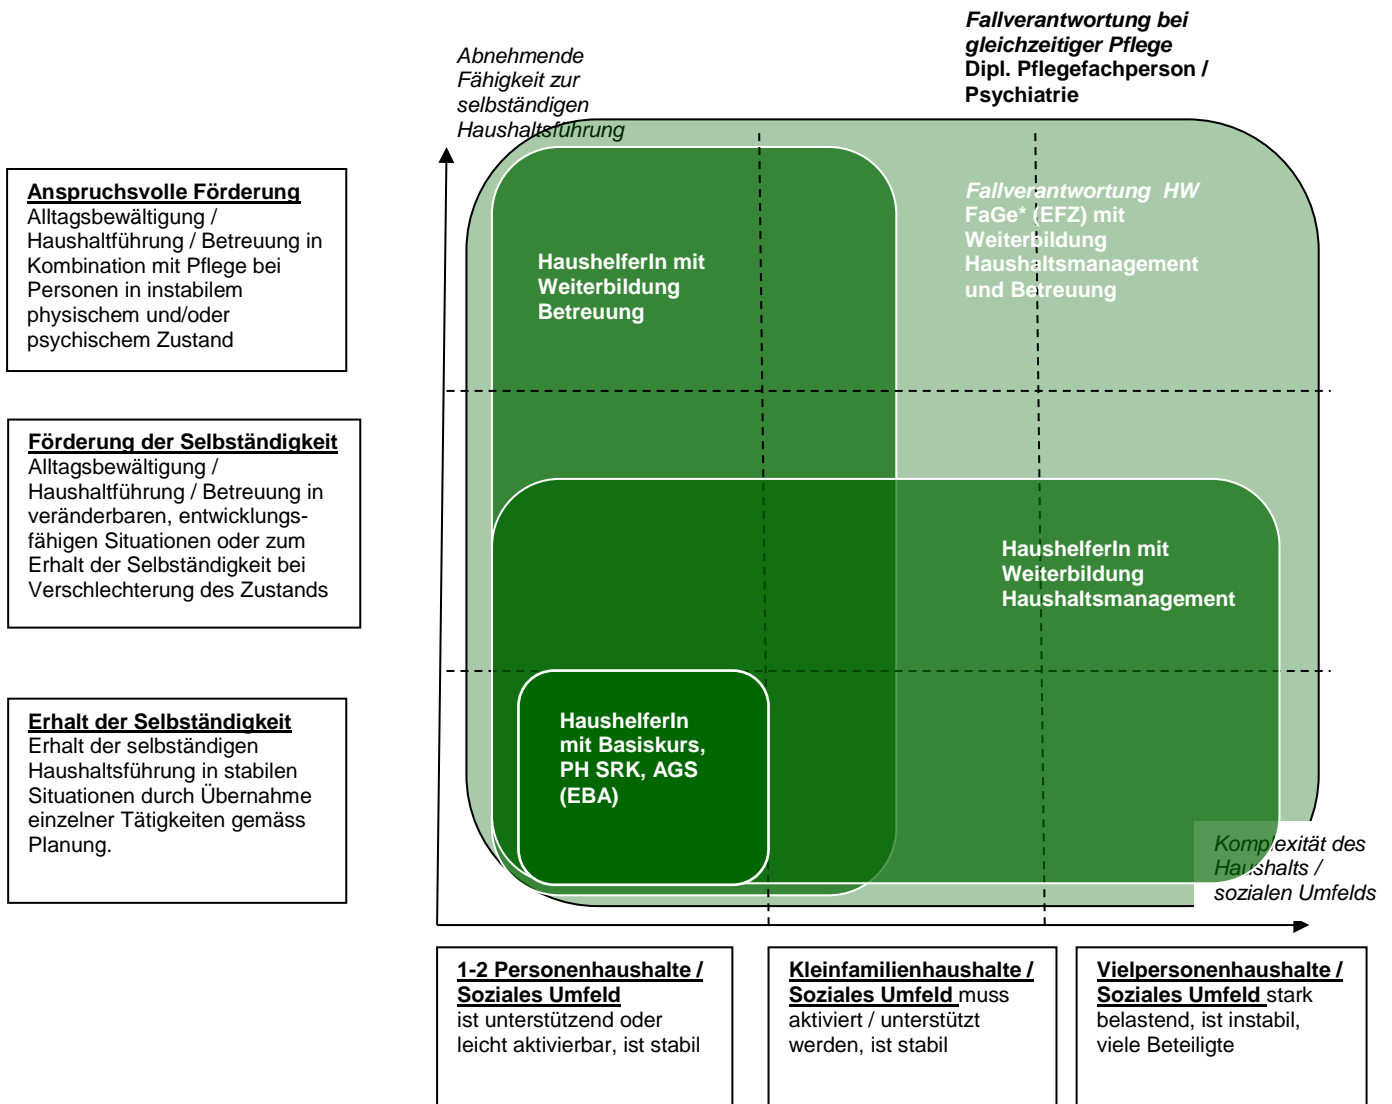 Fallverantwortung bei
gleichzeitiger Pflege
Dipl. Pflegefachperson /
Psychiatrie
Abnehmende
Fähigkeit zur
selbständigen
Haushaltsführung
Anspruchsvolle Förderung
Alltagsbewältigung /
Haushaltführung / Betreuung in
Kombination mit Pflege bei
Personen in instabilem
physischem und/oder
psychischem Zustand
HaushelferIn mit
Weiterbildung
Betreuung
Fallverantwortung HW
FaGe* (EFZ) mit
Weiterbildung
Haushaltsmanagement
und Betreuung
Förderung der Selbständigkeit
Alltagsbewältigung /
Haushaltführung / Betreuung in
veränderbaren, entwicklungs-
fähigen Situationen oder zum
Erhalt der Selbständigkeit bei
Verschlechterung des Zustands
HaushelferIn mit
Weiterbildung
Haushaltsmanagement
Erhalt der Selbständigkeit
Erhalt der selbständigen
Haushaltsführung in stabilen
Situationen durch Übernahme
einzelner Tätigkeiten gemäss
Planung.
HaushelferIn
mit Basiskurs,
PH SRK, AGS
(EBA)
Komplexität des
Haushalts /
sozialen Umfelds
1-2 Personenhaushalte /
Soziales Umfeld
ist unterstützend oder
leicht aktivierbar, ist stabil
Kleinfamilienhaushalte /
Soziales Umfeld muss
aktiviert / unterstützt
werden, ist stabil
Vielpersonenhaushalte /
Soziales Umfeld stark
belastend, ist instabil,
viele Beteiligte